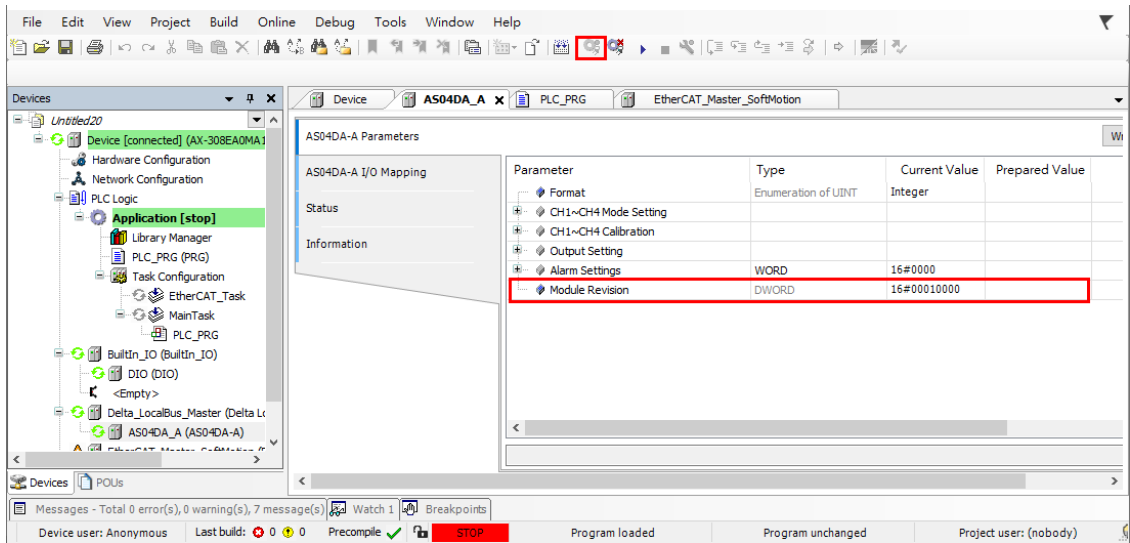 File Edit View Project Build Online Debug Tools Window Help
Devices
Device AS04DA_A PLC_PRG EtherCAT_Master_SoftMotion
Untitled20
Device [connected] (AX-308EA0MA1
Hardware Configuration
Network Configuration
PLC Logic
Application [stop]
Library Manager
PLC_PRG (PRG)
Task Configuration
EtherCAT_Task
MainTask
PLC_PRG
BuiltIn_IO (BuiltIn_IO)
DIO (DIO)
<Empty>
Delta_LocalBus_Master (Delta Lo
AS04DA_A (AS04DA-A)
Devices POUs
AS04DA-A Parameters
AS04DA-A I/O Mapping
Status
Information
Parameter Type Current Value Prepared Value
Format Enumeration of UINT Integer
CH1~CH4 Mode Setting
CH1~CH4 Calibration
Output Setting
Alarm Settings WORD 16#0000
Module Revision DWORD 16#00010000
Messages - Total 0 error(s), 0 warning(s), 7 message(s) Watch 1 Breakpoints
Device user: Anonymous Last build: 0 0 Precompile STOP Program loaded Program unchanged Project user: (nobody)